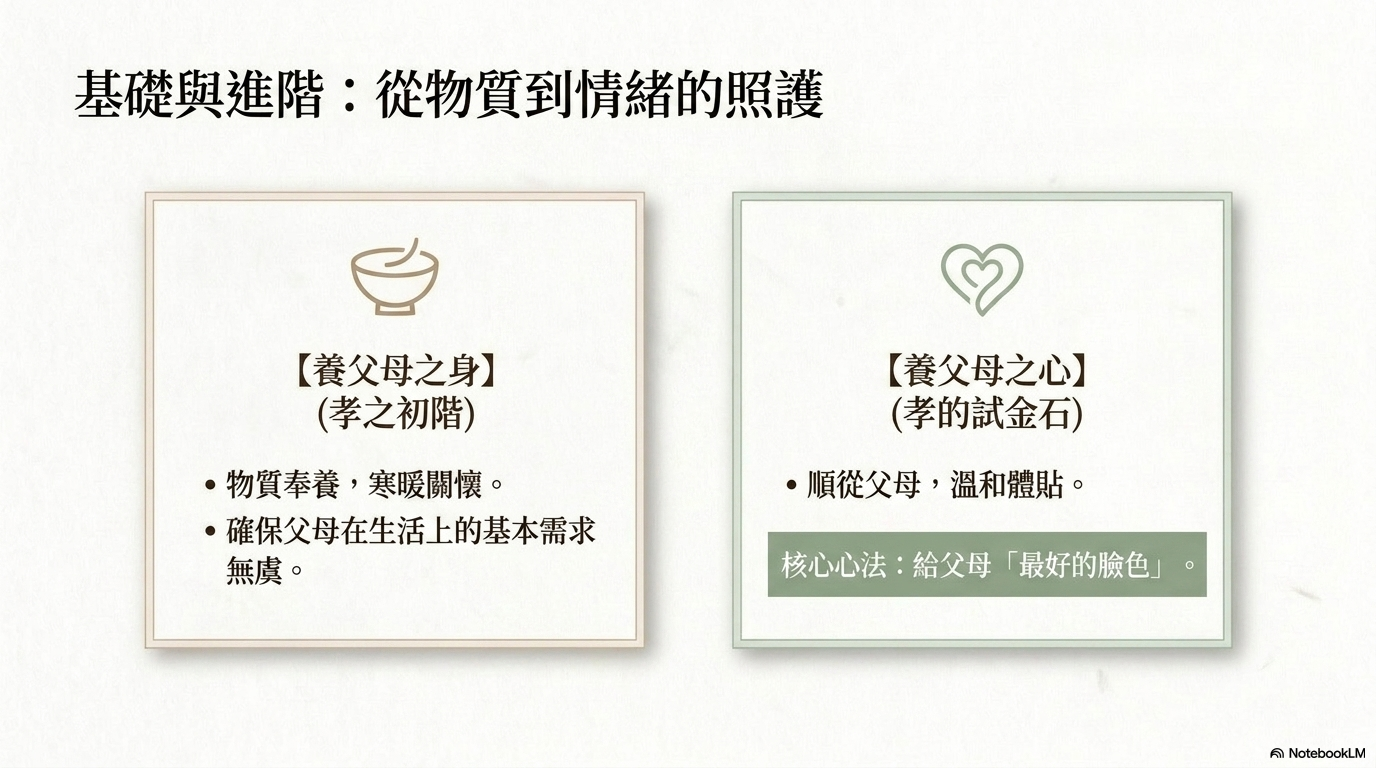 基礎與進階：從物質到情緒的照護
【養父母之身】
(孝之初階)
• 物質奉養，寒暖關懷。
• 確保父母在生活上的基本需求
無虞。
【養父母之心】
(孝的試金石)
• 順從父母，溫和體貼。
核心心法：給父母「最好的臉色」。
NotebookLM